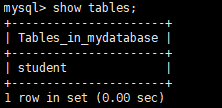 mysql> show tables;
+----------------------+
| Tables_in_mydatabase |
+----------------------+
| student              |
+----------------------+
1 row in set (0.00 sec)